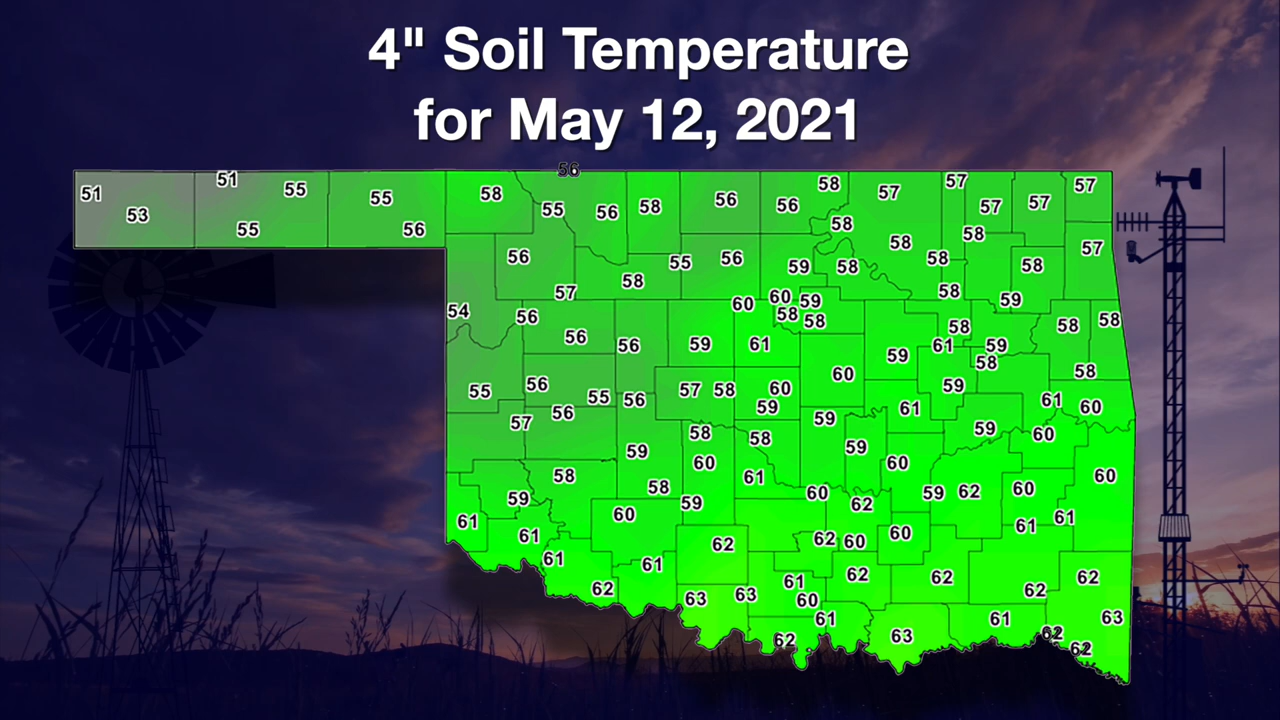 4" Soil Temperature
for May 12, 2021
56
51 51 55 55 58 55 56 58 56 56 58 57 57 57 57 57
53 55 56 58 58 58
56 58 55 56 59 58 58 58 57
57 60 60 59 58 59
54 56 58 58 58 58 58
56 56 59 61 59 61 59 58
55 56 55 56 57 58 60 60 59 58
57 56 59 59 61 61 60
59 58 58 59 59 60
58 60 61 60 60
59 58 59 60 62 59 62 60
61 60 61 61
61 62 62 60 60
61 61 62 62 62 62
62 63 63 61 60
61 61 63
62 63 62
62